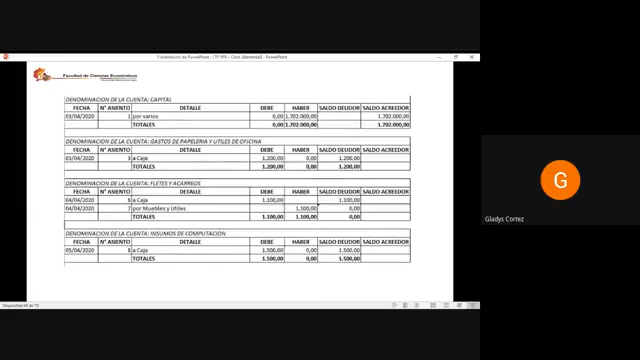 Presentación de PowerPoint - (TP Nº5 - Cont. Elemental) - PowerPoint
Facultad de Ciencias Económicas
DENOMINACION DE LA CUENTA: CAPITAL
FECHA N° ASIENTO DETALLE DEBE HABER SALDO DEUDOR SALDO ACREEDOR
03/04/2020 1 por varios 0,00 1.702.000,00 1.702.000,00
TOTALES 0,00 1.702.000,00 1.702.000,00
DENOMINACION DE LA CUENTA: GASTOS DE PAPELERIA Y UTILES DE OFICINA
FECHA N° ASIENTO DETALLE DEBE HABER SALDO DEUDOR SALDO ACREEDOR
03/04/2020 3 a Caja 1.200,00 0,00 1.200,00
TOTALES 1.200,00 0,00 1.200,00
DENOMINACION DE LA CUENTA: FLETES Y ACARREOS
FECHA N° ASIENTO DETALLE DEBE HABER SALDO DEUDOR SALDO ACREEDOR
04/04/2020 6 a Caja 1.100,00 1.100,00
04/04/2020 7 por Muebles y Utiles 1.100,00 0,00
TOTALES 1.100,00 1.100,00 0,00
DENOMINACION DE LA CUENTA: INSUMOS DE COMPUTACION
FECHA N° ASIENTO DETALLE DEBE HABER SALDO DEUDOR SALDO ACREEDOR
05/04/2020 8 a Caja 1.500,00 0,00 1.500,00
TOTALES 1.500,00 0,00 1.500,00
G
Gladys Cortez